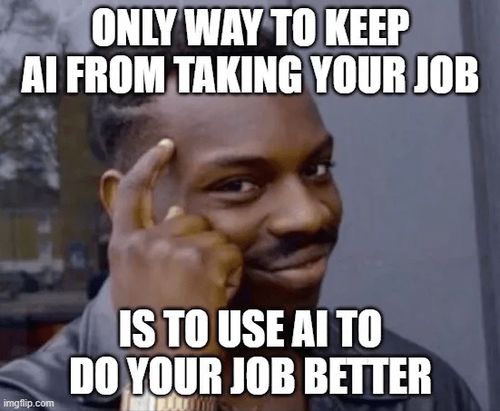 ONLY WAY TO KEEP
AI FROM TAKING YOUR JOB
IS TO USE AI TO
DO YOUR JOB BETTER
imgflip.com